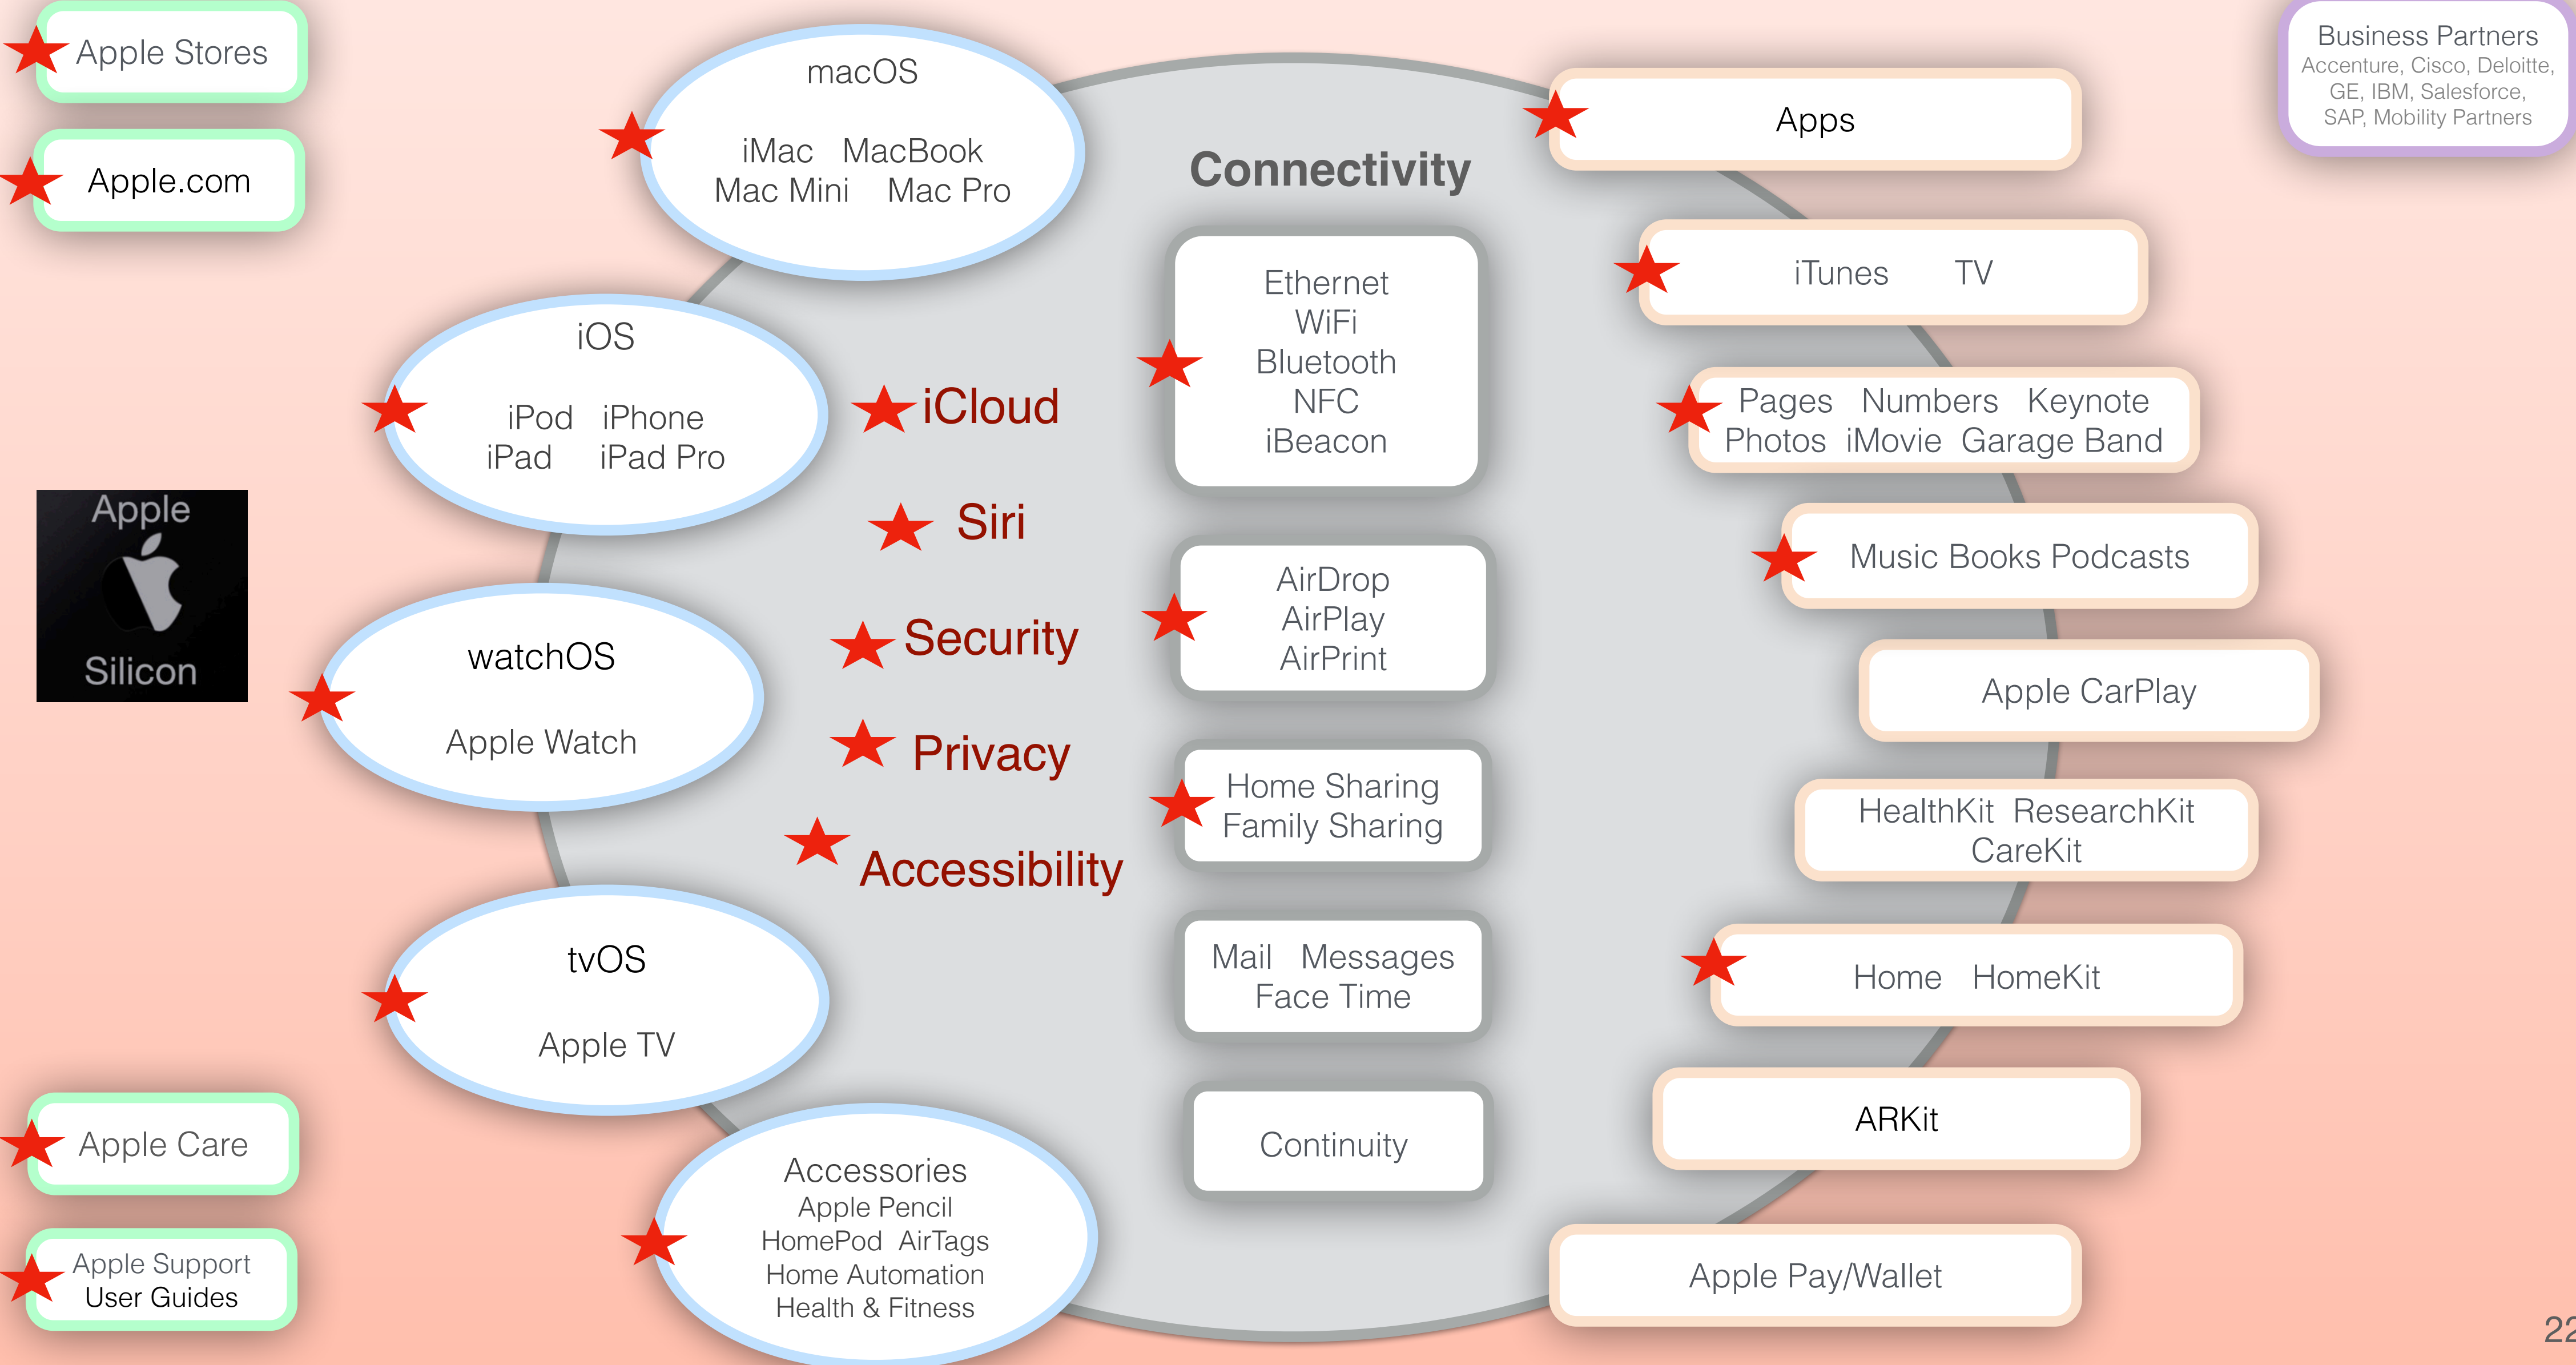 Apple Stores
Apple.com
Apple
Silicon
Apple Care
Apple Support
User Guides
macOS
iMac MacBook
Mac Mini Mac Pro
iOS
iPod iPhone
iPad iPad Pro
watchOS
Apple Watch
tvOS
Apple TV
Accessories
Apple Pencil
HomePod AirTags
Home Automation
Health & Fitness
iCloud
Siri
Security
Privacy
Accessibility
Connectivity
Ethernet
WiFi
Bluetooth
NFC
iBeacon
AirDrop
AirPlay
AirPrint
Home Sharing
Family Sharing
Mail Messages
Face Time
Continuity
Apps
iTunes TV
Pages Numbers Keynote
Photos iMovie Garage Band
Music Books Podcasts
Apple CarPlay
HealthKit ResearchKit
CareKit
Home HomeKit
ARKit
Apple Pay/Wallet
Business Partners
Accenture, Cisco, Deloitte,
GE, IBM, Salesforce,
SAP, Mobility Partners
22